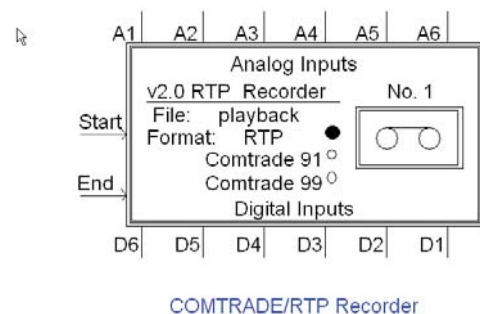 A1 A2 A3 A4 A5 A6
Analog Inputs
v2.0 RTP Recorder No. 1
Start
File: playback
Format: RTP
Comtrade 91
End
Comtrade 99
Digital Inputs
D6 D5 D4 D3 D2 D1
COMTRADE/RTP Recorder